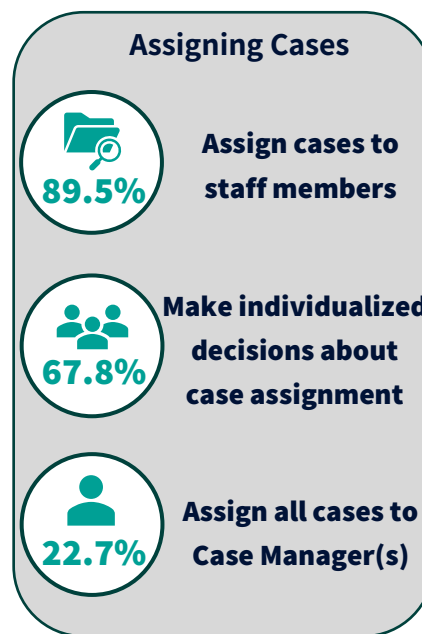 Assigning Cases
89.5%
Assign cases to
staff members
67.8%
Make individualized
decisions about
case assignment
22.7%
Assign all cases to
Case Manager(s)